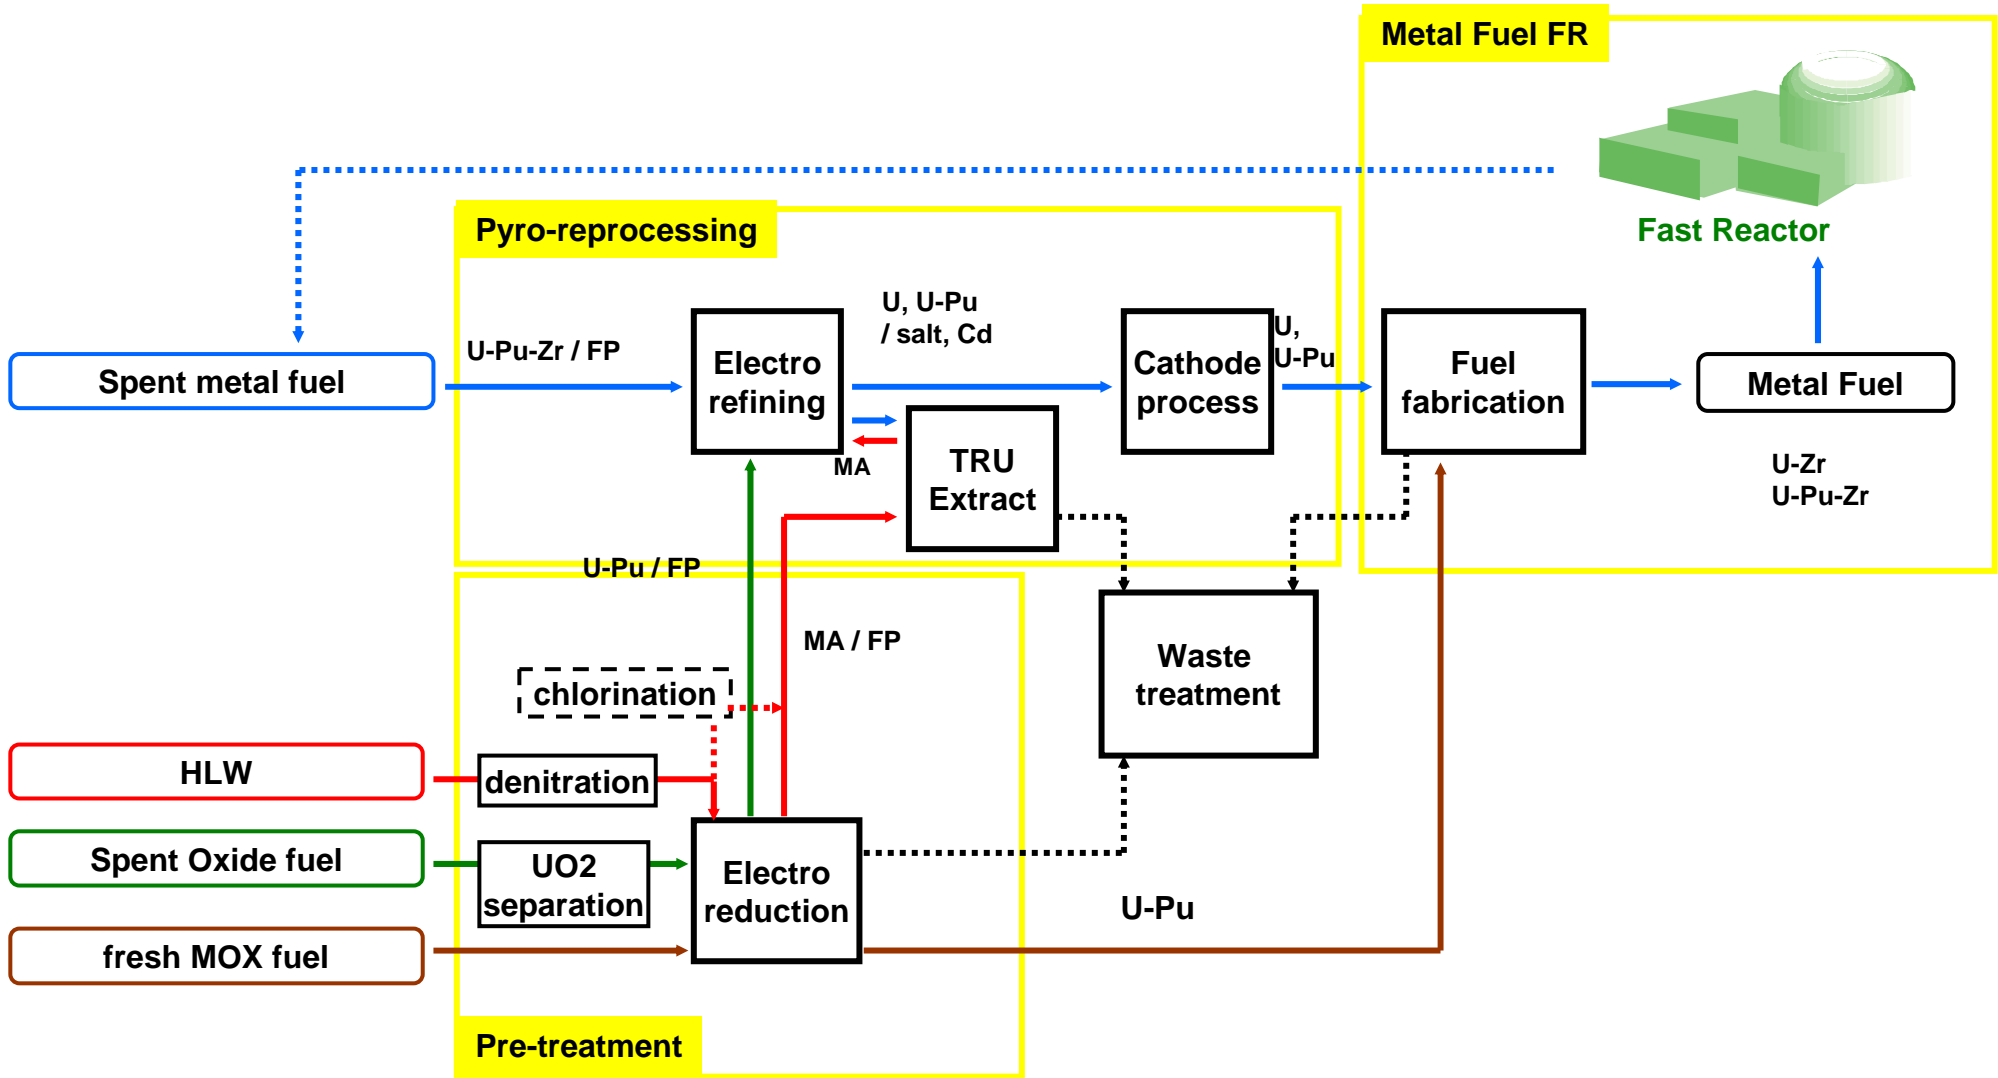 Metal Fuel FR
Fast Reactor
Pyro-reprocessing
U-Pu-Zr / FP
Electro
refining
U, U-Pu
/ salt, Cd
Cathode
process
U,
U-Pu
Fuel
fabrication
Spent metal fuel
Metal Fuel
MA
TRU
Extract
U-Zr
U-Pu-Zr
U-Pu / FP
MA / FP
Waste
treatment
chlorination
HLW
denitration
Spent Oxide fuel
UO2
separation
Electro
reduction
U-Pu
fresh MOX fuel
Pre-treatment